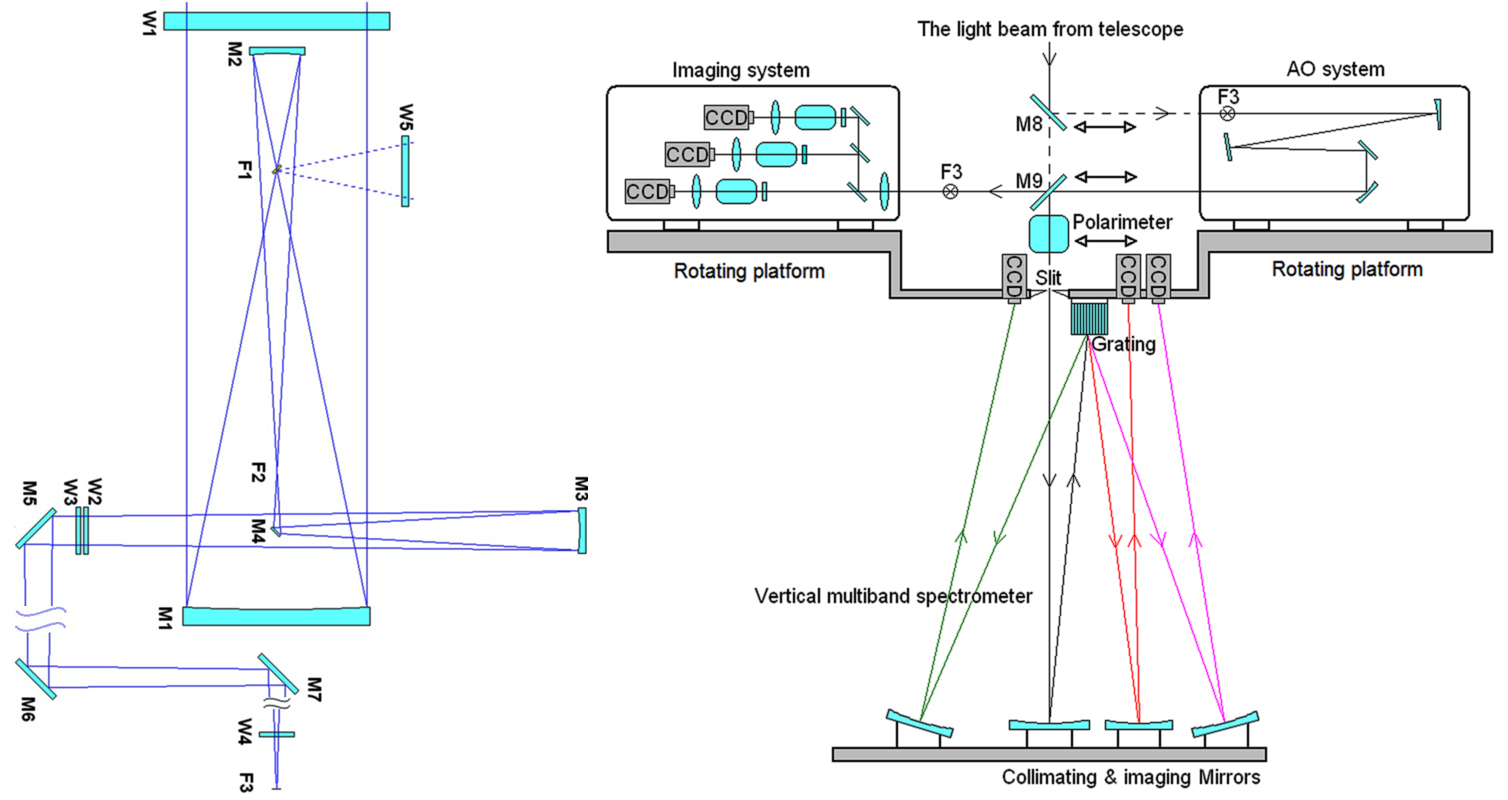 W1
M2
W5
F1
F2
M5
W3
W2
M4
M3
M1
M6
M7
W4
F3
The light beam from telescope
Imaging system
AO system
CCD
CCD
CCD
F3
M8
F3
M9
Polarimeter
Rotating platform
Rotating platform
CCD
Slit
CCD
CCD
Grating
Vertical multiband spectrometer
Collimating & imaging Mirrors